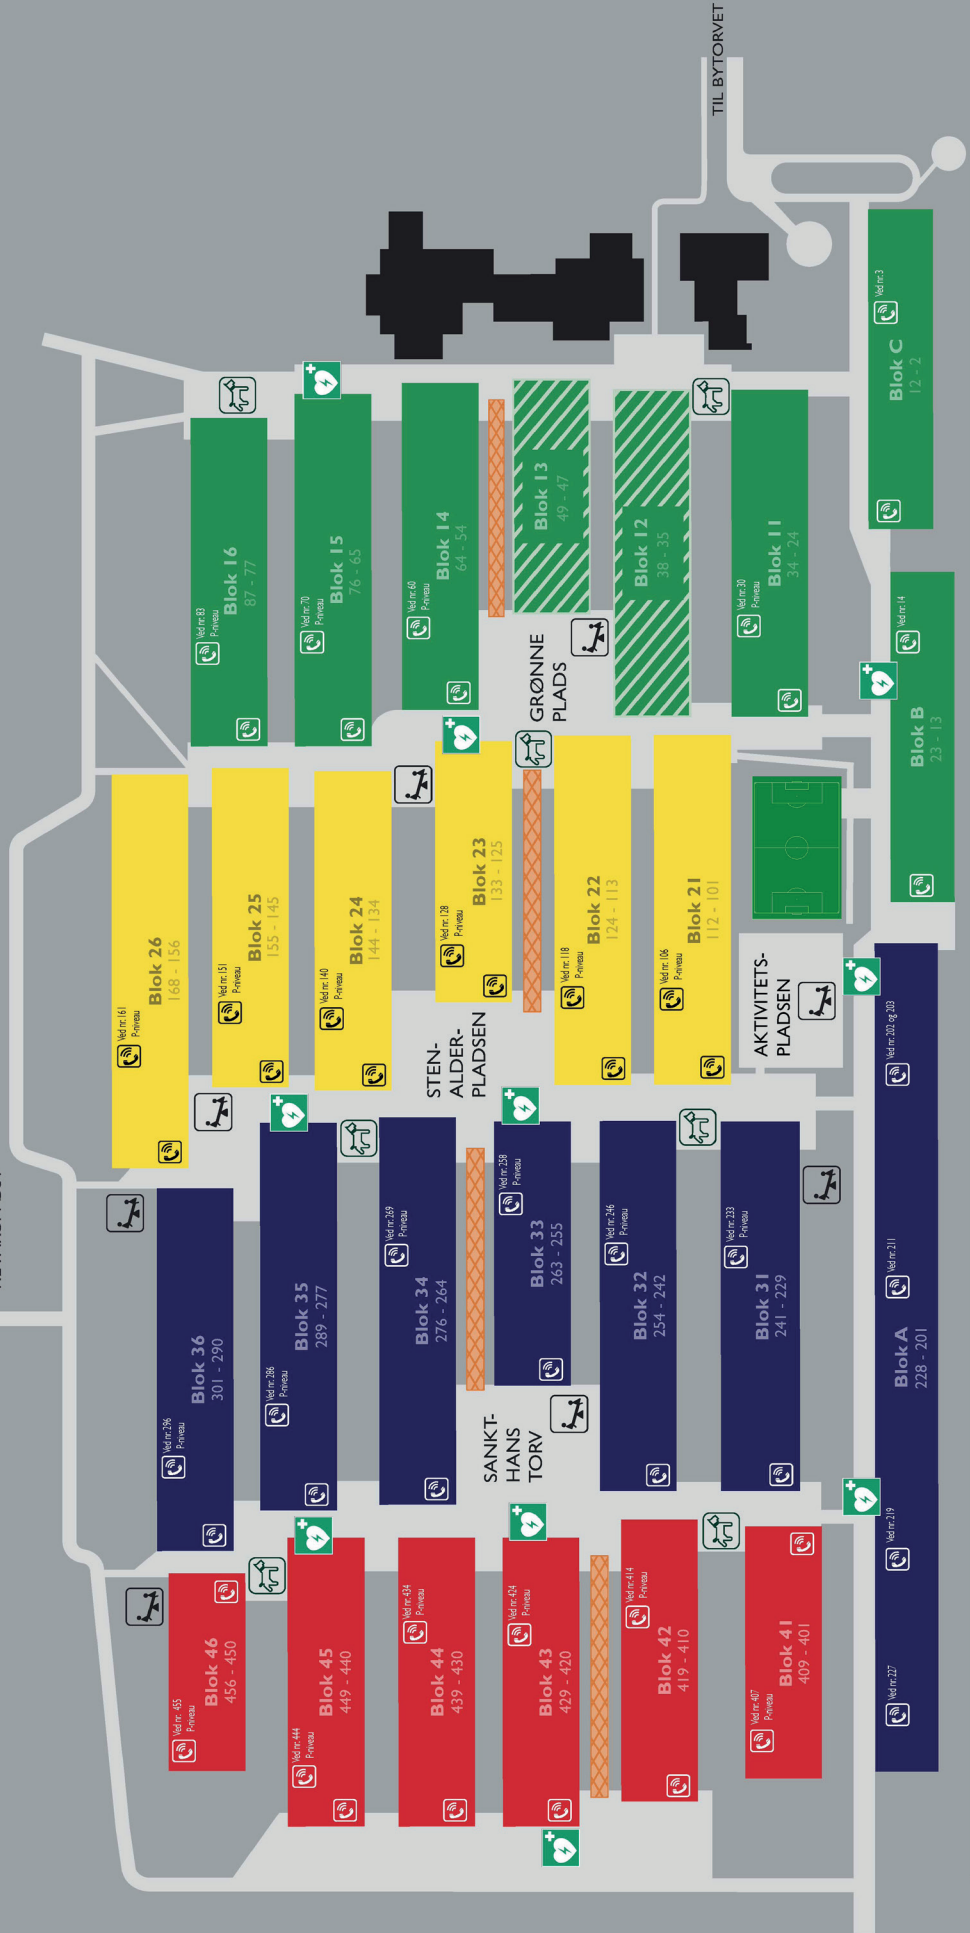 Ved nr. 455
P-niveau
Blok 46
456 - 450
Ved nr. 444
P-niveau
Blok 45
449 - 440
Ved nr. 434
P-niveau
Blok 44
439 - 430
Ved nr. 424
P-niveau
Blok 43
429 - 420
Ved nr. 414
P-niveau
Blok 42
419 - 410
Ved nr. 407
P-niveau
Blok 41
409 - 401
Ved nr. 296
P-niveau
Blok 36
301 - 290
Ved nr. 286
P-niveau
Blok 35
289 - 277
Ved nr. 269
P-niveau
Blok 34
276 - 264
SANKT-
HANS
TORV
Ved nr. 258
P-niveau
Blok 33
263 - 255
Ved nr. 246
P-niveau
Blok 32
254 - 242
Ved nr. 233
P-niveau
Blok 31
241 - 229
Ved nr. 227
Ved nr. 219
Ved nr. 211
Ved nr. 202 og 203
Blok A
228 - 201
Ved nr. 161
P-niveau
Blok 26
168 - 156
Ved nr. 151
P-niveau
Blok 25
155 - 145
Ved nr. 140
P-niveau
Blok 24
144 - 134
STEN-
ALDER-
PLADSEN
Ved nr. 128
P-niveau
Blok 23
133 - 125
Ved nr. 118
P-niveau
Blok 22
124 - 113
Ved nr. 106
P-niveau
Blok 21
112 - 101
AKTIVITETS-
PLADSEN
Ved nr. 83
P-niveau
Blok 16
87 - 77
Ved nr. 70
P-niveau
Blok 15
76 - 65
Ved nr. 60
P-niveau
Blok 14
64 - 54
GRØNNE
PLADS
Blok 13
49 - 47
Blok 12
38 - 35
Ved nr. 30
P-niveau
Blok 11
34 - 24
Ved nr. 14
Blok B
23 - 13
Ved nr. 3
Blok C
12 - 2
TIL BYTORVET